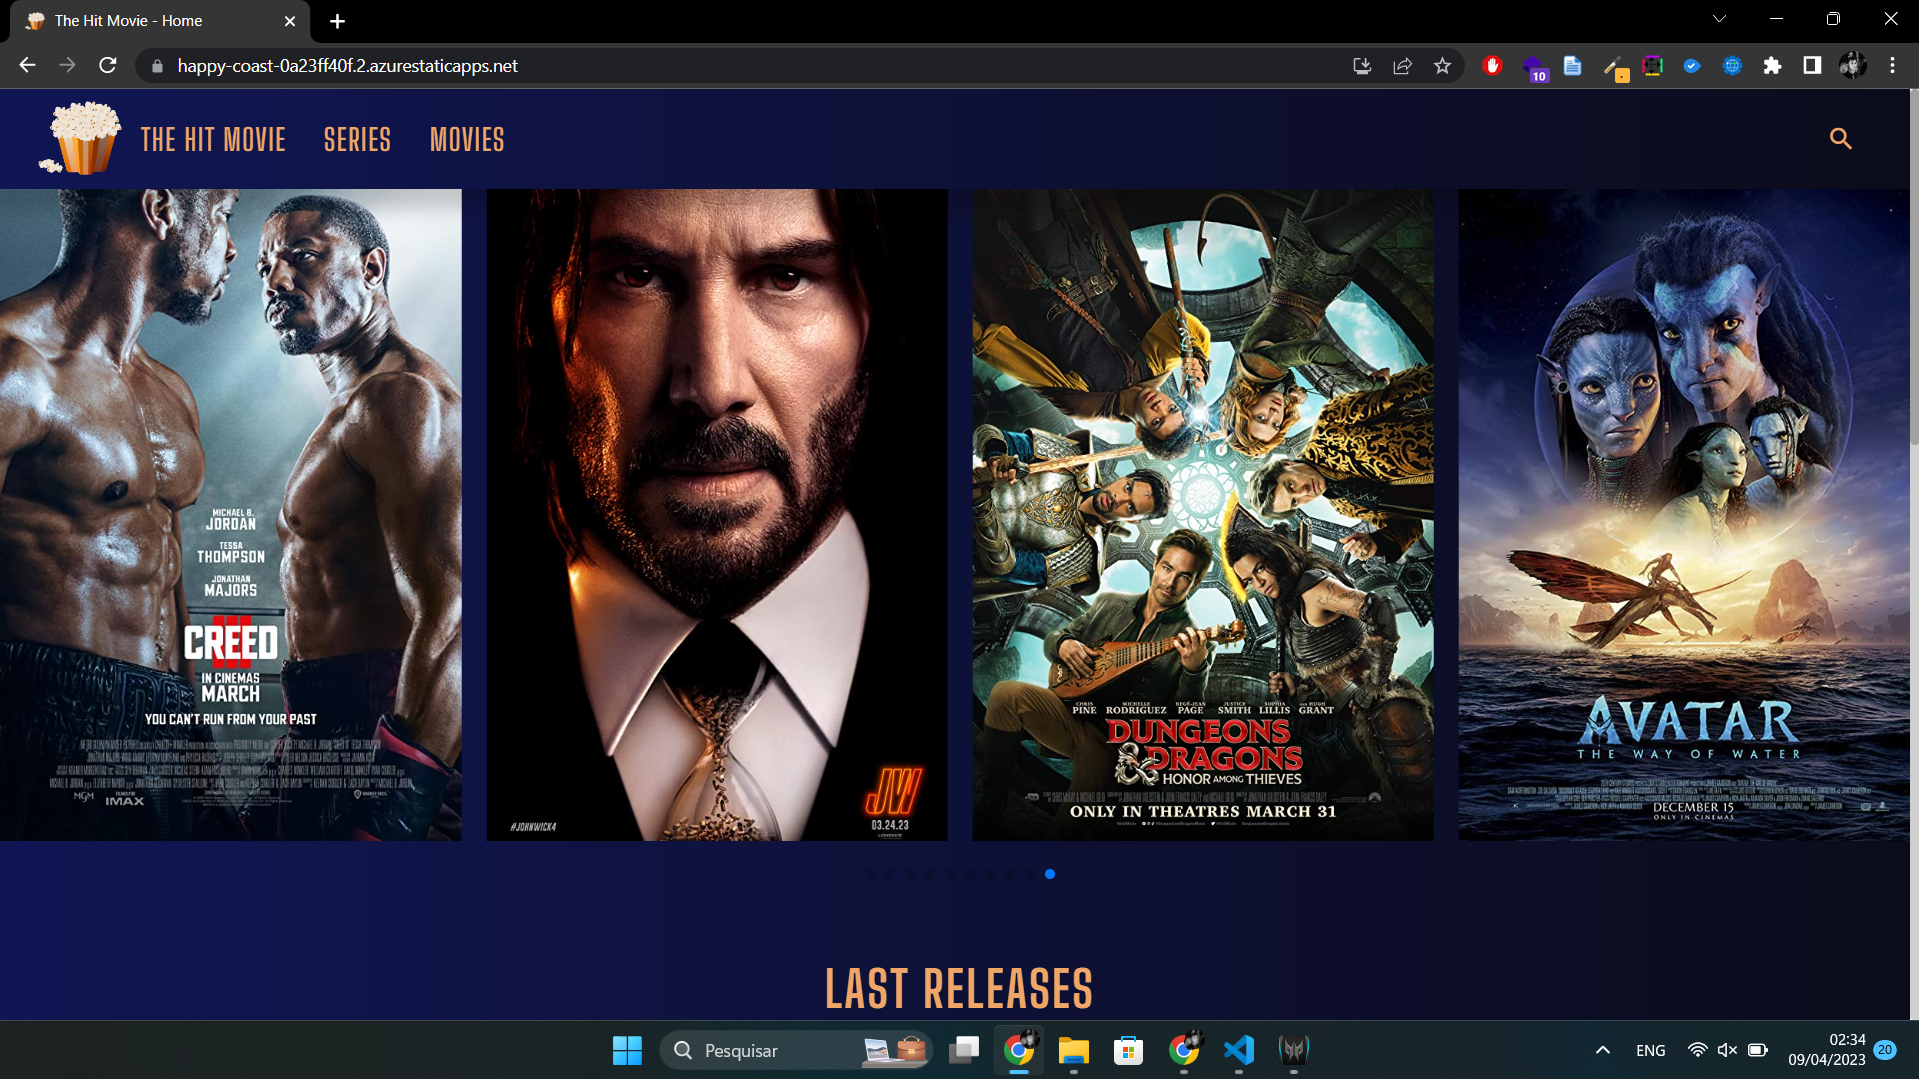 The Hit Movie - Home
happy-coast-0a23ff40f.2.azurestaticapps.net
10
THE HIT MOVIE SERIES MOVIES
MICHAEL B.
JORDAN
TESSA
THOMPSON
JONATHAN
MAJORS
III
CREED
IN CINEMAS
MARCH
YOU CAN'T RUN FROM YOUR PAST
MGM
FILMED FOR
IMAX
#JOHNWICK4
JW
03.24.23
LIONSGATE
CHRIS PINE MICHELLE RODRIGUEZ REGÉ-JEAN PAGE JUSTICE SMITH SOPHIA LILLIS AND HUGH GRANT
DUNGEONS
& DRAGONS
HONOR AMONG THIEVES
ONLY IN THEATRES MARCH 31
AVATAR
THE WAY OF WATER
DECEMBER 15
ONLY IN CINEMAS
LAST RELEASES
Pesquisar
ENG
02:34
09/04/2023
20